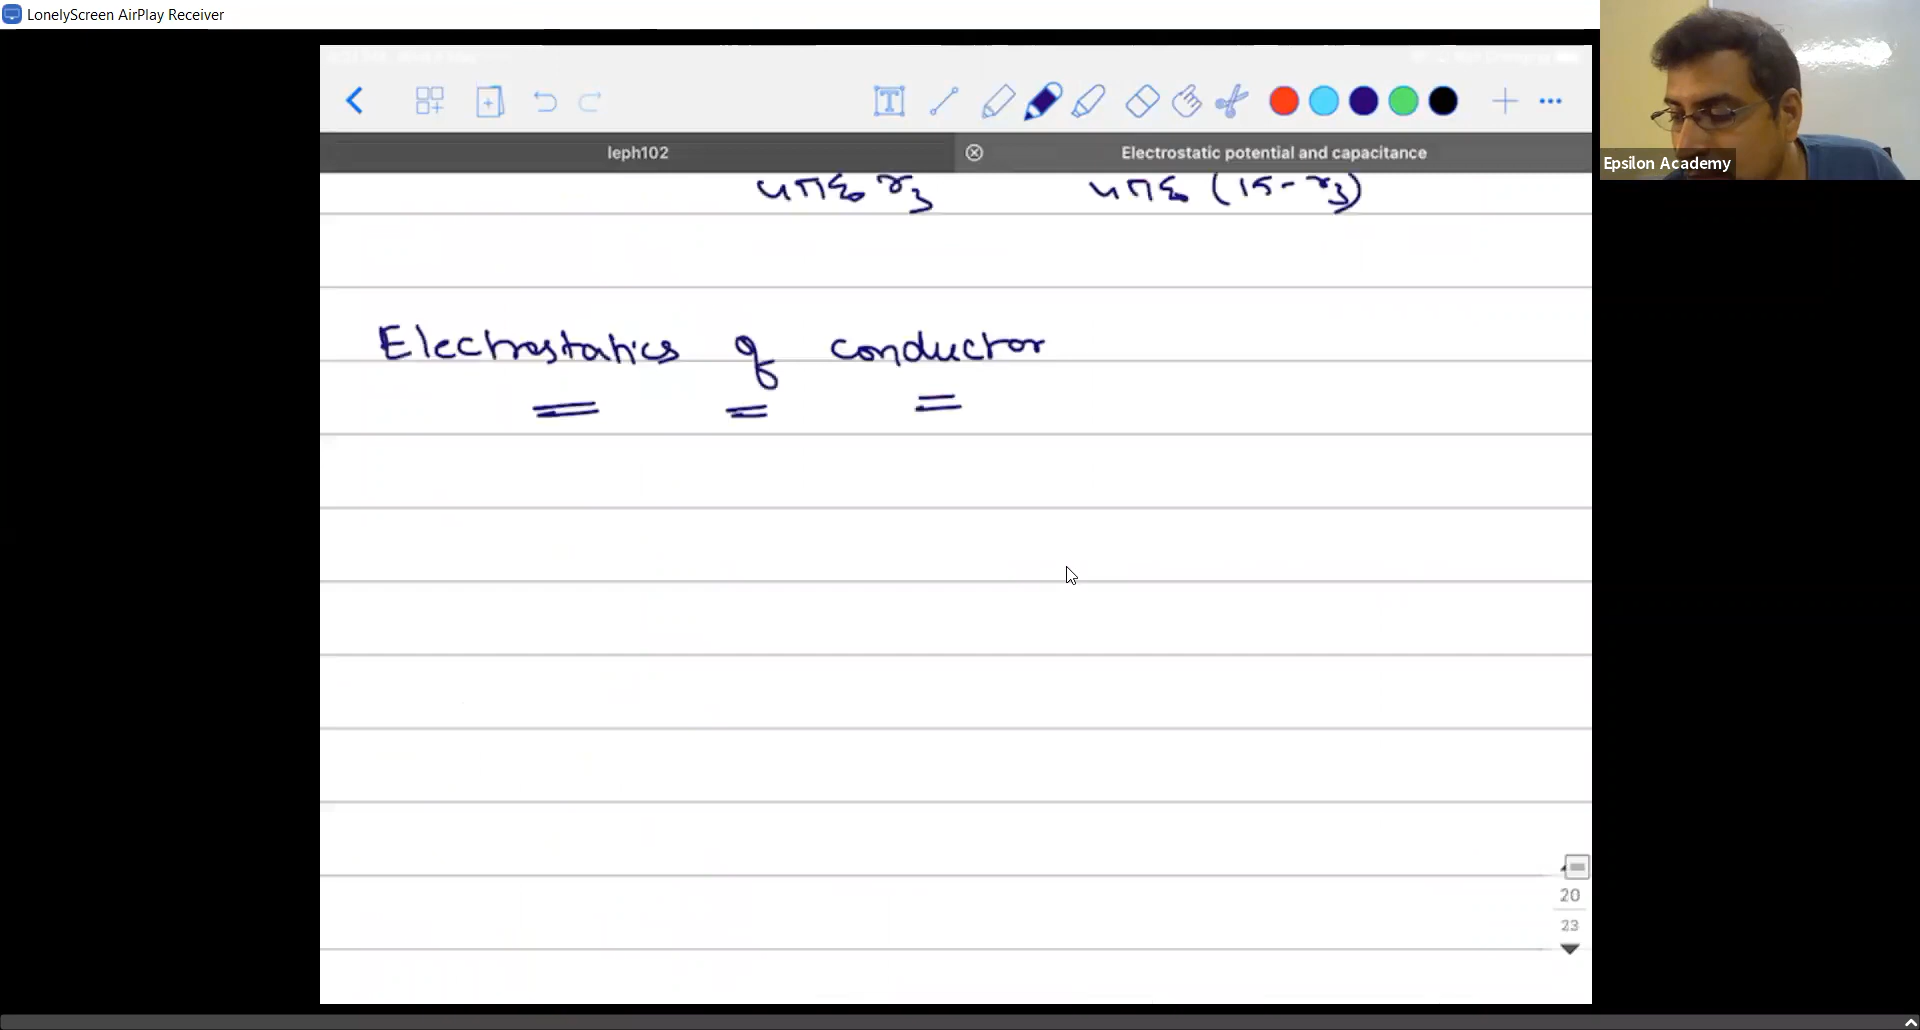 LonelyScreen AirPlay Receiver
T
leph102
Electrostatic potential and capacitance
Epsilon Academy
4πε₀ r₃ 4πε₀ (15 - r₃)
Electrostatics of conductor
20
23